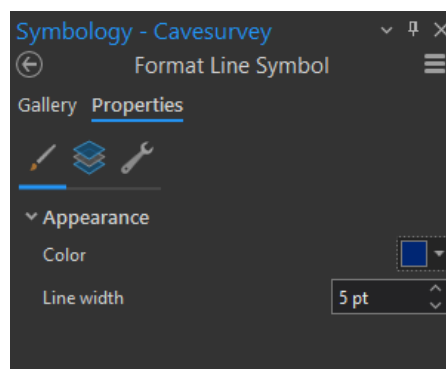 Symbology - Cavesurvey
Format Line Symbol
Gallery Properties
Appearance
Color
Line width 5 pt